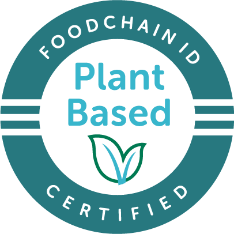 FOODCHAIN ID
Plant
Based
CERTIFIED